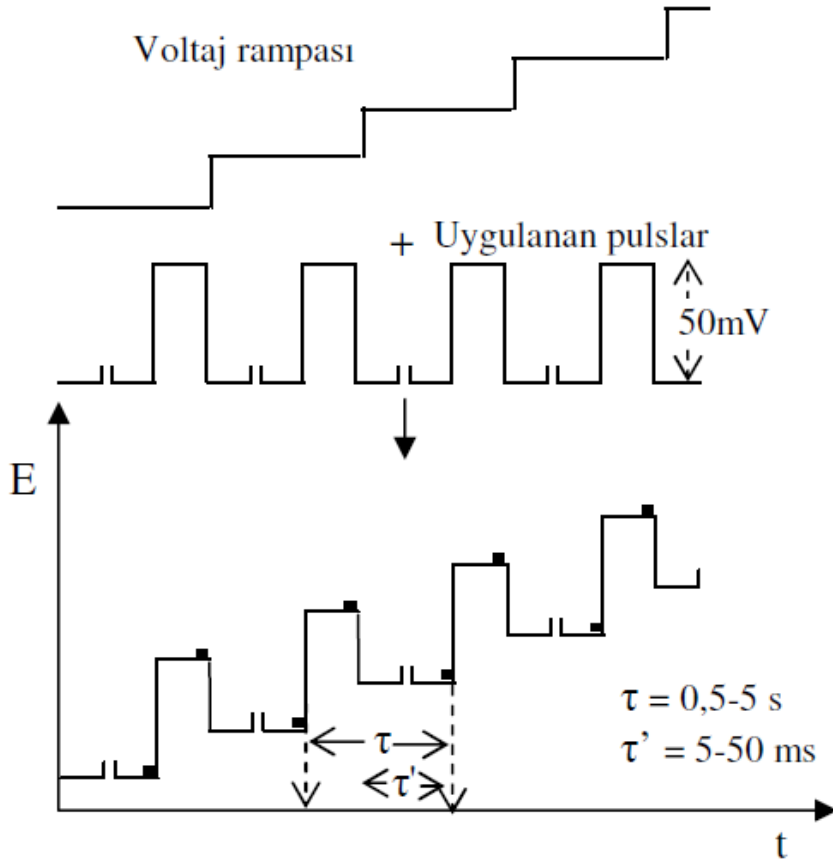 Voltaj rampası
+ Uygulanan pulslar
50mV
E
τ
τ'
τ = 0,5-5 s
τ’ = 5-50 ms
t